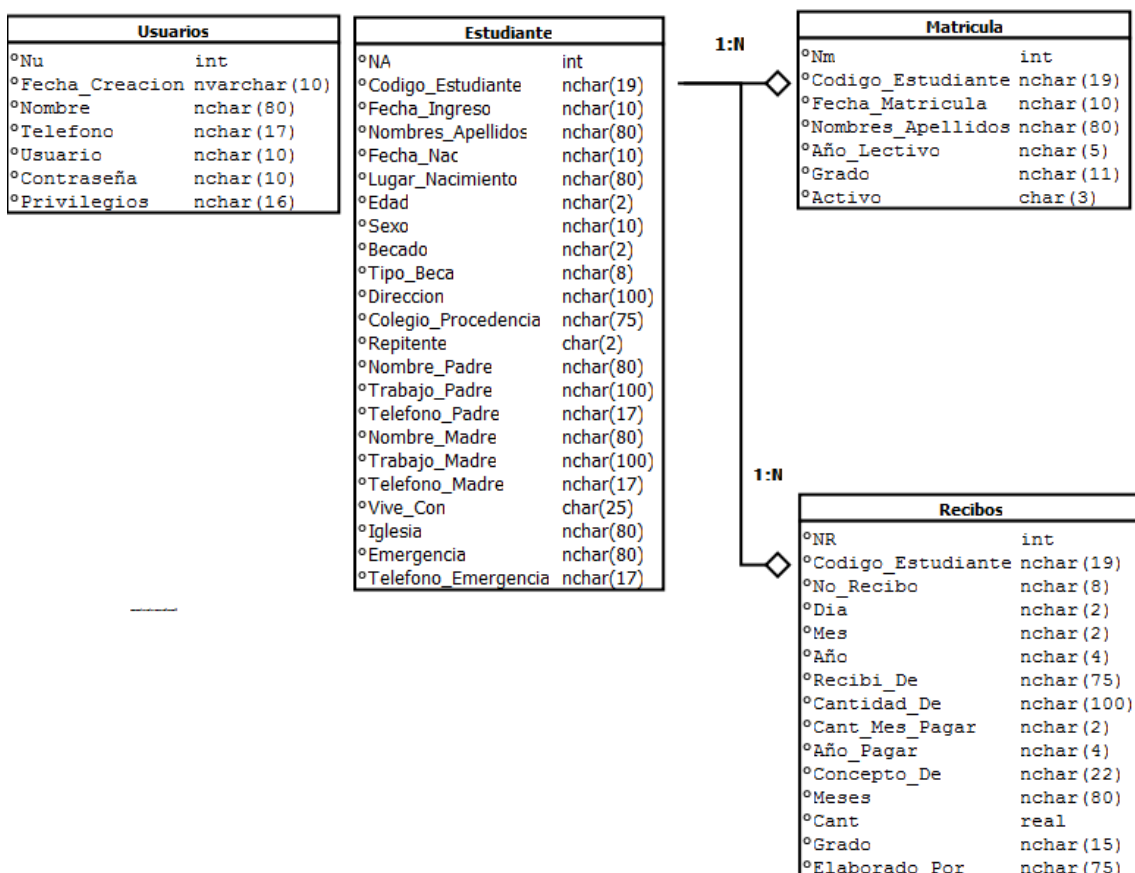 Usuarios
°Nu int
°Fecha_Creacion nvarchar(10)
°Nombre nchar(80)
°Telefono nchar(17)
°Usuario nchar(10)
°Contraseña nchar(10)
°Privilegios nchar(16)
Estudiante
°NA int
°Codigo_Estudiante nchar(19)
°Fecha_Ingreso nchar(10)
°Nombres_Apellidos nchar(80)
°Fecha_Nac nchar(10)
°Lugar_Nacimiento nchar(80)
°Edad nchar(2)
°Sexo nchar(10)
°Becado nchar(2)
°Tipo_Beca nchar(8)
°Direccion nchar(100)
°Colegio_Procedencia nchar(75)
°Repitente char(2)
°Nombre_Padre nchar(80)
°Trabajo_Padre nchar(100)
°Telefono_Padre nchar(17)
°Nombre_Madre nchar(80)
°Trabajo_Madre nchar(100)
°Telefono_Madre nchar(17)
°Vive_Con char(25)
°Iglesia nchar(80)
°Emergencia nchar(80)
°Telefono_Emergencia nchar(17)
1:N
Matricula
°Nm int
°Codigo_Estudiante nchar(19)
°Fecha_Matricula nchar(10)
°Nombres_Apellidos nchar(80)
°Año_Lectivo nchar(5)
°Grado nchar(11)
°Activo char(3)
1:N
Recibos
°NR int
°Codigo_Estudiante nchar(19)
°No_Recibo nchar(8)
°Dia nchar(2)
°Mes nchar(2)
°Año nchar(4)
°Recibi_De nchar(75)
°Cantidad_De nchar(100)
°Cant_Mes_Pagar nchar(2)
°Año_Pagar nchar(4)
°Concepto_De nchar(22)
°Meses nchar(80)
°Cant real
°Grado nchar(15)
°Elaborado_Por nchar(75)